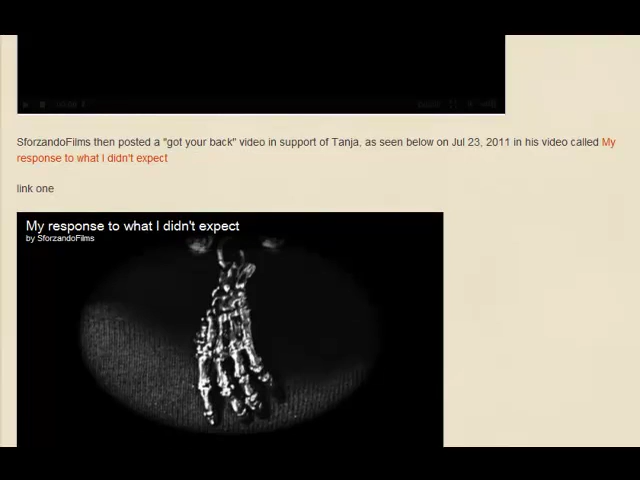 SforzandoFilms then posted a "got your back" video in support of Tanja, as seen below on Jul 23, 2011 in his video called My
response to what I didn't expect
link one
My response to what I didn't expect
by SforzandoFilms